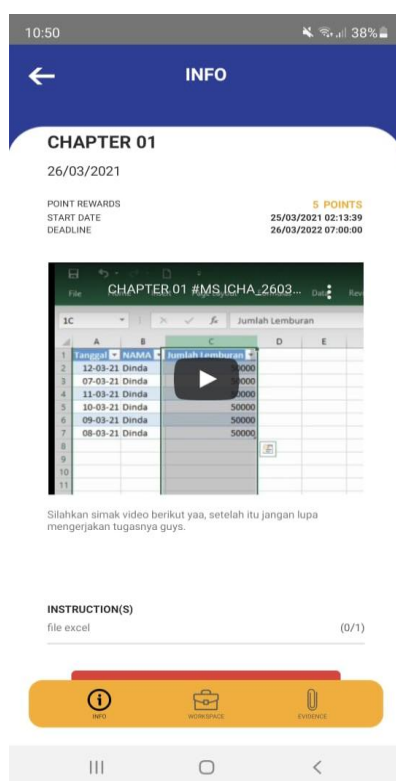 10:50 38%
INFO
CHAPTER 01
26/03/2021
POINT REWARDS 5 POINTS
START DATE 25/03/2021 02:13:39
DEADLINE 26/03/2022 07:00:00
CHAPTER 01 #MS.ICHA_2603...
File Data Rev
1C fx Jumlah Lemburan
A B C D E
1 Tanggal NAMA Jumlah Lemburan
2 12-03-21 Dinda 50000
3 07-03-21 Dinda 50000
4 11-03-21 Dinda 50000
5 10-03-21 Dinda 50000
6 09-03-21 Dinda 50000
7 08-03-21 Dinda 50000
8
9
10
11
Silahkan simak video berikut yaa, setelah itu jangan lupa
mengerjakan tugasnya guys.
INSTRUCTION(S)
file excel (0/1)
INFO WORKSPACE EVIDENCE